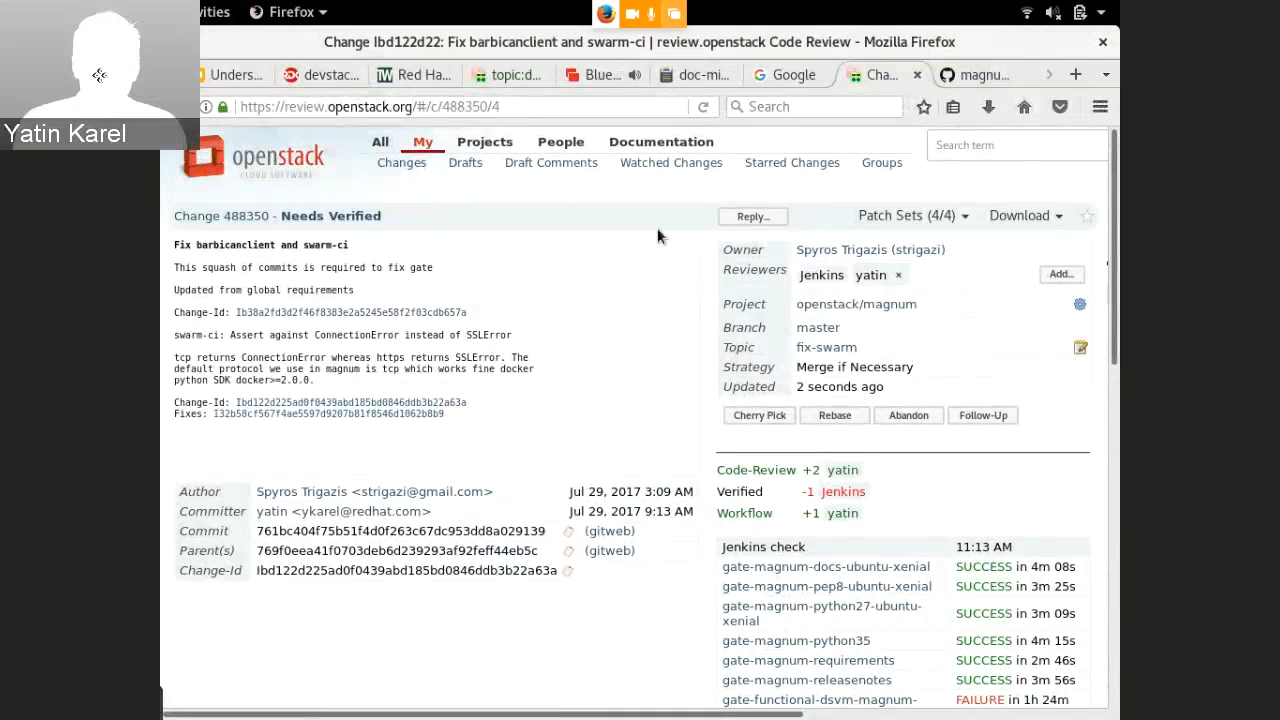 vities Firefox
Yatin Karel
Change Ibd122d22: Fix barbicanclient and swarm-ci | review.openstack Code Review - Mozilla Firefox
Unders... devstac... Red Ha... topic:d... Blue... doc-mi... Google Cha... magnu...
https://review.openstack.org/#/c/488350/4 Search
openstack
CLOUD SOFTWARE
All My Projects People Documentation
Search term
Changes Drafts Draft Comments Watched Changes Starred Changes Groups
Change 488350 - Needs Verified Reply... Patch Sets (4/4) Download
Fix barbicanclient and swarm-ci
This squash of commits is required to fix gate
Updated from global requirements
Change-Id: Ib38a2fd3d2f46f8383e2a5245e58f2f03cdb657a
swarm-ci: Assert against ConnectionError instead of SSLError
tcp returns ConnectionError whereas https returns SSLError. The
default protocol we use in magnum is tcp which works fine docker
python SDK docker>=2.0.0.
Change-Id: Ibd122d225ad0f0439abd185bd0846ddb3b22a63a
Fixes: I32b58cf567f4ae5597d9207b81f8546d1062b8b9
Owner Spyros Trigazis (strigazi)
Reviewers Jenkins yatin × Add...
Project openstack/magnum
Branch master
Topic fix-swarm
Strategy Merge if Necessary
Updated 2 seconds ago
Cherry Pick Rebase Abandon Follow-Up
Author Spyros Trigazis <strigazi@gmail.com> Jul 29, 2017 3:09 AM
Committer yatin <ykarel@redhat.com> Jul 29, 2017 9:13 AM
Commit 761bc404f75b51f4d0f263c67dc953dd8a029139 (gitweb)
Parent(s) 769f0eea41f0703deb6d239293af92feff44eb5c (gitweb)
Change-Id Ibd122d225ad0f0439abd185bd0846ddb3b22a63a
Code-Review +2 yatin
Verified -1 Jenkins
Workflow +1 yatin
Jenkins check 11:13 AM
gate-magnum-docs-ubuntu-xenial SUCCESS in 4m 08s
gate-magnum-pep8-ubuntu-xenial SUCCESS in 3m 25s
gate-magnum-python27-ubuntu-
xenial SUCCESS in 3m 09s
gate-magnum-python35 SUCCESS in 4m 15s
gate-magnum-requirements SUCCESS in 2m 46s
gate-magnum-releasenotes SUCCESS in 3m 56s
gate-functional-dsvm-magnum- FAILURE in 1h 24m